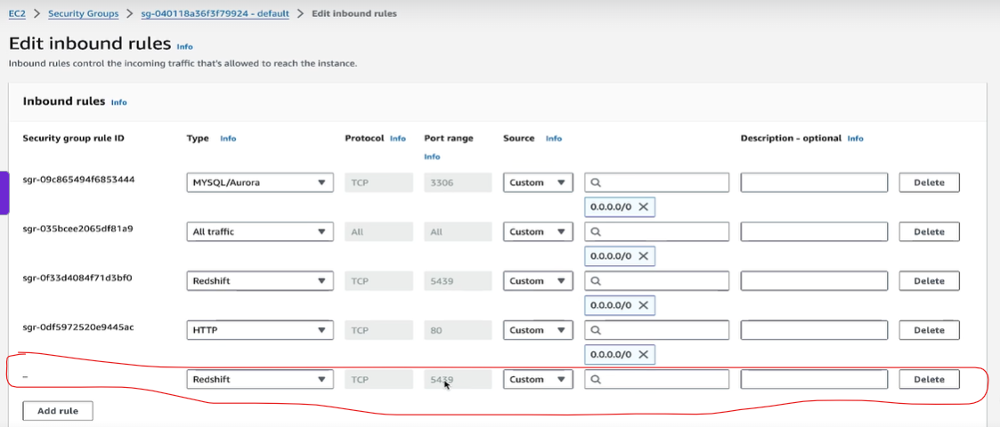 EC2 > Security Groups > sg-040118a36f3f79924 - default > Edit inbound rules
Edit inbound rules Info
Inbound rules control the incoming traffic that's allowed to reach the instance.
Inbound rules Info
Security group rule ID Type Info Protocol Info Port range Info Source Info Description - optional Info
sgr-09c865494f6853444 MYSQL/Aurora TCP 3306 Custom Delete
0.0.0.0/0
sgr-035bcee2065df81a9 All traffic All All Custom Delete
0.0.0.0/0
sgr-0f33d4084f71d3bf0 Redshift TCP 5439 Custom Delete
0.0.0.0/0
sgr-0df5972520e9445ac HTTP TCP 80 Custom Delete
0.0.0.0/0
– Redshift TCP 5439 Custom Delete
Add rule